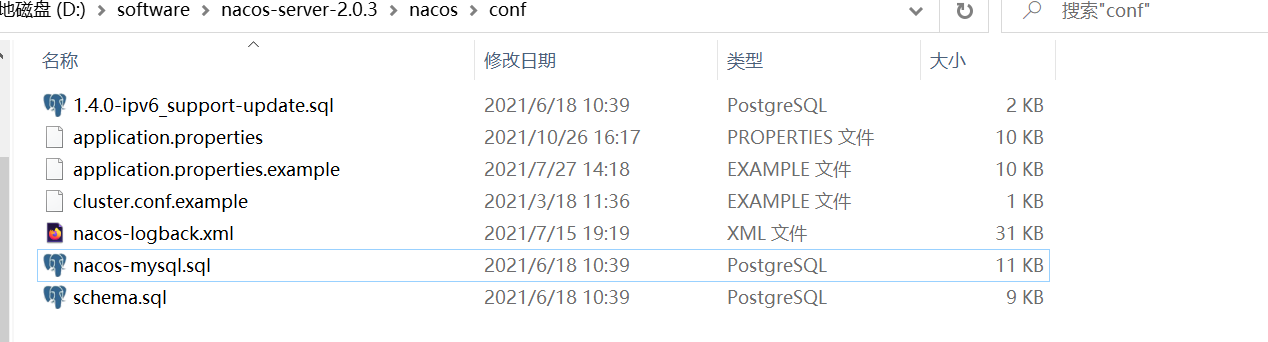 地磁盘 (D:) > software > nacos-server-2.0.3 > nacos > conf 搜索"conf"
名称 修改日期 类型 大小
1.4.0-ipv6_support-update.sql 2021/6/18 10:39 PostgreSQL 2 KB
application.properties 2021/10/26 16:17 PROPERTIES 文件 10 KB
application.properties.example 2021/7/27 14:18 EXAMPLE 文件 10 KB
cluster.conf.example 2021/3/18 11:36 EXAMPLE 文件 1 KB
nacos-logback.xml 2021/7/15 19:19 XML 文件 31 KB
nacos-mysql.sql 2021/6/18 10:39 PostgreSQL 11 KB
schema.sql 2021/6/18 10:39 PostgreSQL 9 KB